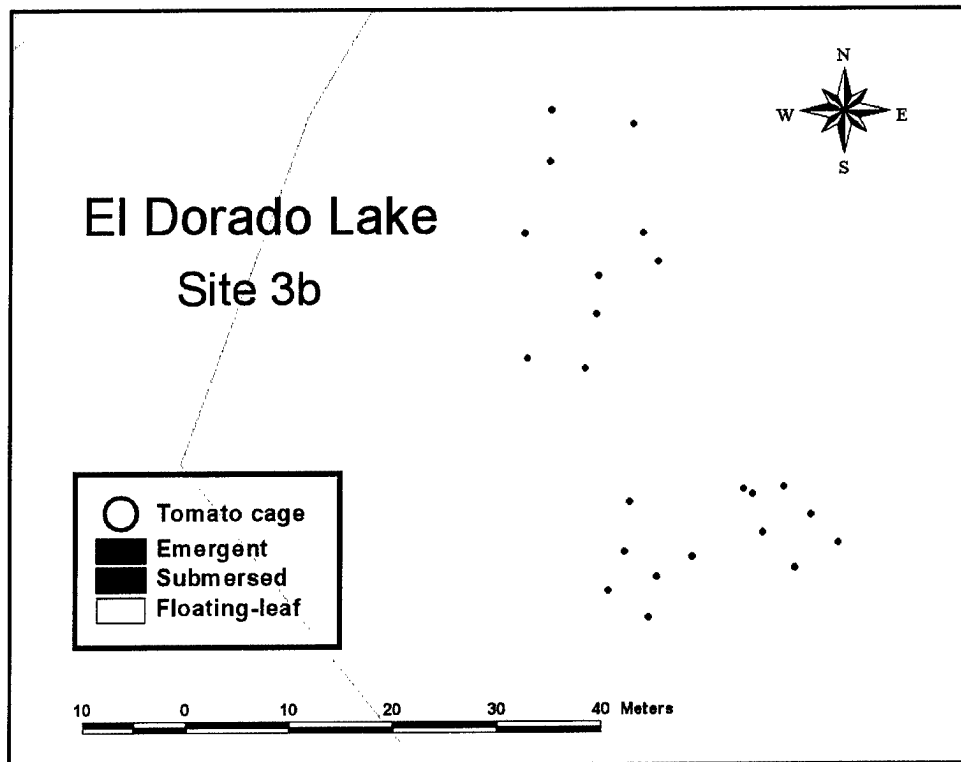 N
W E
S
El Dorado Lake
Site 3b
Tomato cage
Emergent
Submersed
Floating-leaf
10 0 10 20 30 40 Meters